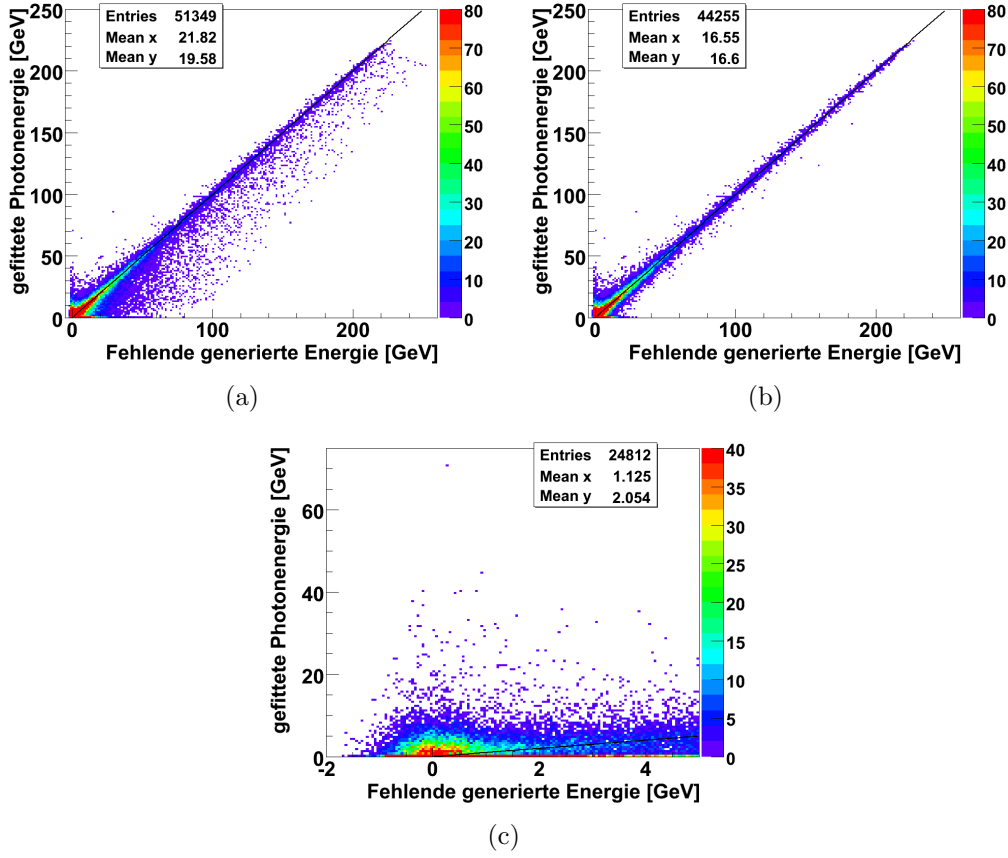 250
200
150
100
50
0
gefittete Photonenergie [GeV]
Entries 51349
Mean x 21.82
Mean y 19.58
80
70
60
50
40
30
20
10
0
0 100 200
Fehlende generierte Energie [GeV]
(a)
250
200
150
100
50
0
gefittete Photonenergie [GeV]
Entries 44255
Mean x 16.55
Mean y 16.6
80
70
60
50
40
30
20
10
0
0 100 200
Fehlende generierte Energie [GeV]
(b)
60
40
20
0
gefittete Photonenergie [GeV]
Entries 24812
Mean x 1.125
Mean y 2.054
40
35
30
25
20
15
10
5
0
-2 0 2 4
Fehlende generierte Energie [GeV]
(c)